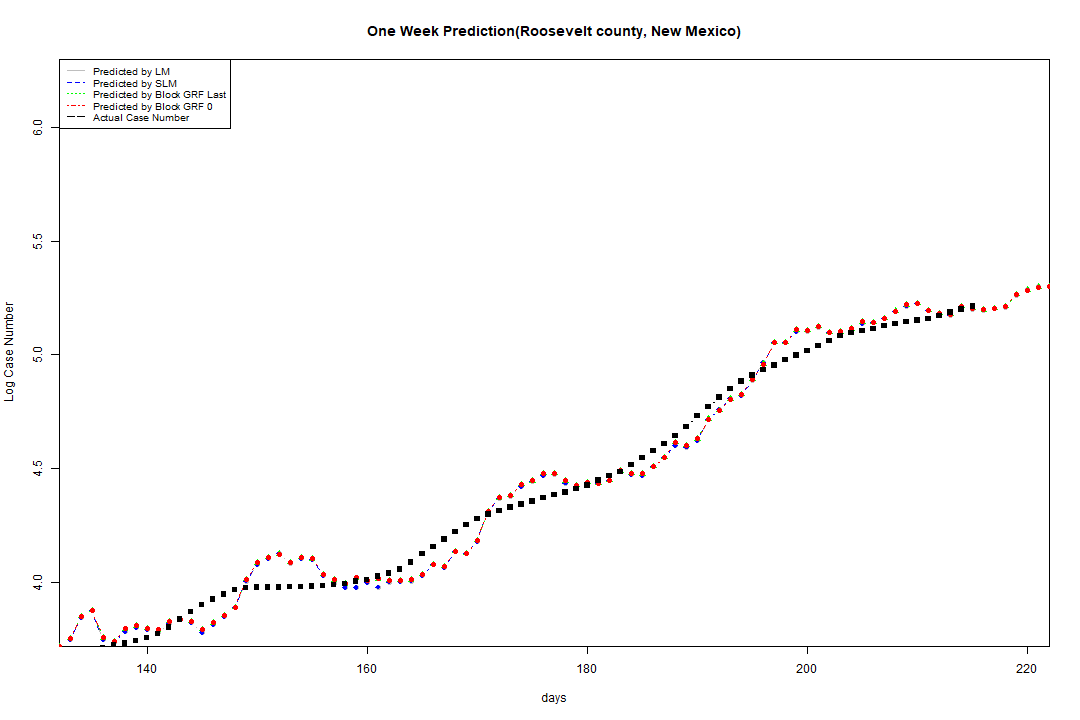 One Week Prediction(Roosevelt county, New Mexico)
Predicted by LM
Predicted by SLM
Predicted by Block GRF Last
Predicted by Block GRF 0
Actual Case Number
Log Case Number
6.0
5.5
5.0
4.5
4.0
140 160 180 200 220
days